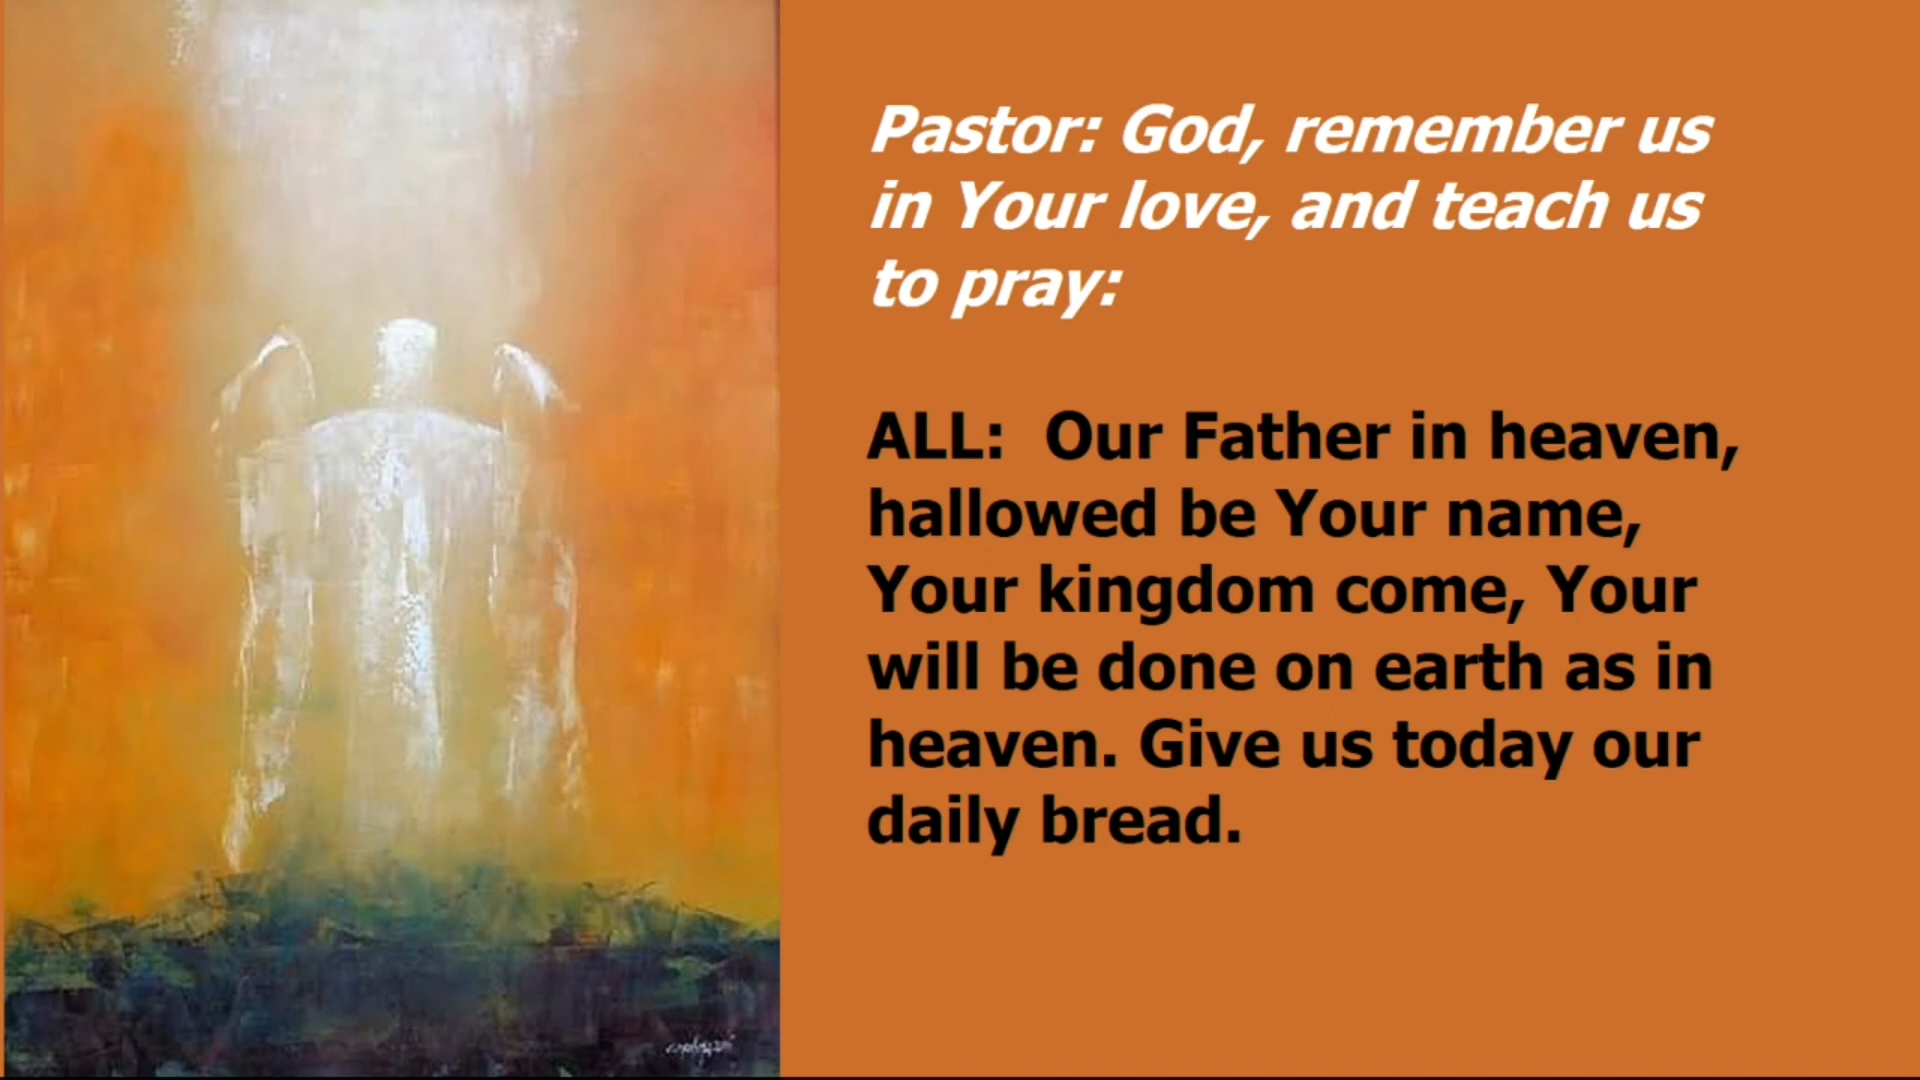 Pastor: God, remember us
in Your love, and teach us
to pray:
ALL:  Our Father in heaven,
hallowed be Your name,
Your kingdom come, Your
will be done on earth as in
heaven. Give us today our
daily bread.